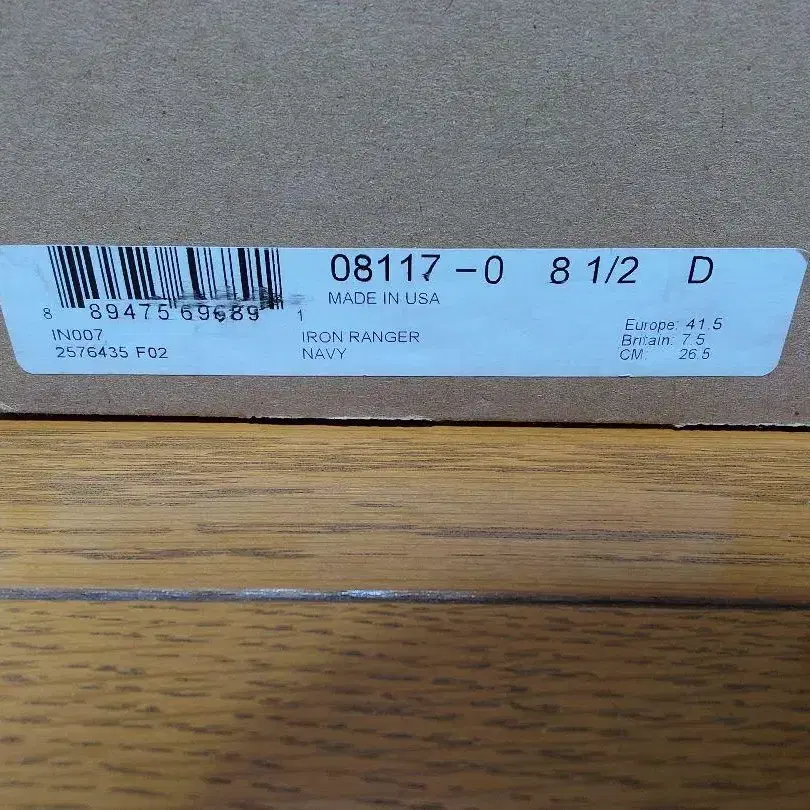 08117 - 0 8 1/2 D
MADE IN USA
8 89475 69689 1
IN007
2576435 F02
IRON RANGER
NAVY
Europe: 41.5
Britain: 7.5
CM: 26.5